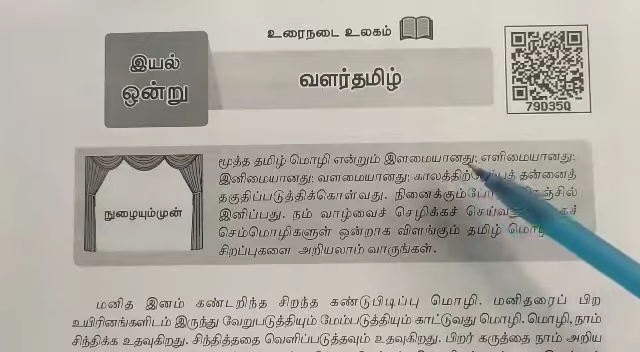 உரைநடை உலகம்
இயல்
ஒன்று
வளர்தமிழ்
79D35Q
மூத்த தமிழ் மொழி என்றும் இளமையானது; எளிமையானது;
இனிமையானது; வளமையானது; தன்னைத்
தகுதிப்படுத்திக்கொள்வது.
இனிப்பது. நம் வாழ்வைச் செழிக்கச்
செம்மொழிகளுள் ஒன்றாக விளங்கும் தமிழ்
சிறப்புகளை அறியலாம் வாருங்கள்.
நுழையும்முன்
மனித இனம் கண்டறிந்த சிறந்த கண்டுபிடிப்பு மொழி. மனிதரைப் பிற
உயிரினங்களிடம் இருந்து வேறுபடுத்தியும் மேம்படுத்தியும் காட்டுவது மொழி. மொழி, நாம்
சிந்திக்க உதவுகிறது. சிந்தித்ததை வெளிப்படுத்தவும் உதவுகிறது. பிறர் கருத்தை நாம் அறிய